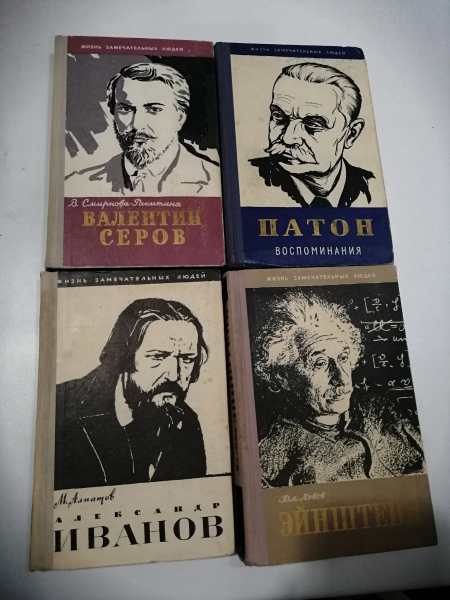 ЖИЗНЬ ЗАМЕЧАТЕЛЬНЫХ ЛЮДЕЙ
В. Смирнова-Ракитина
ВАЛЕНТИН
СЕРОВ
ЖИЗНЬ ЗАМЕЧАТЕЛЬНЫХ ЛЮДЕЙ
ПАТОН
ВОСПОМИНАНИЯ
ЖИЗНЬ ЗАМЕЧАТЕЛЬНЫХ ЛЮДЕЙ
М. Алпатов
АЛЕКСАНДР
ИВАНОВ
ЖИЗНЬ ЗАМЕЧАТЕЛЬНЫХ ЛЮДЕЙ
Вл. Львов
ЭЙНШТЕЙН